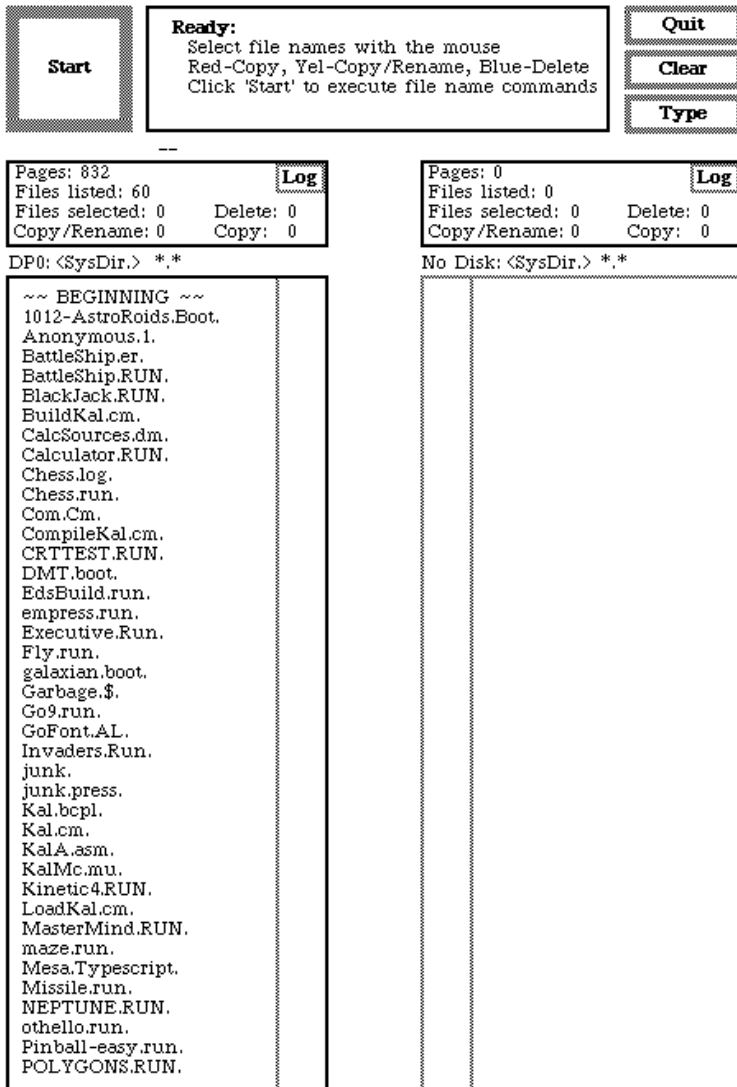 Start
Ready:
Select file names with the mouse
Red-Copy, Yel-Copy/Rename, Blue-Delete
Click 'Start' to execute file name commands
Quit
Clear
Type
Pages: 832
Log
Files listed: 60
Files selected: 0 Delete: 0
Copy/Rename: 0 Copy: 0
DP0: <SysDir.> *.*
~~ BEGINNING ~~
1012-AstroRoids.Boot.
Anonymous.1.
BattleShip.er.
BattleShip.RUN.
BlackJack.RUN.
BuildKal.cm.
CalcSources.dm.
Calculator.RUN.
Chess.log.
Chess.run.
Com.Cm.
CompileKal.cm.
CRTTEST.RUN.
DMT.boot.
EdsBuild.run.
empress.run.
Executive.Run.
Fly.run.
galaxian.boot.
Garbage.$.
Go9.run.
GoFont.AL.
Invaders.Run.
junk.
junk.press.
Kal.bcpl.
Kal.cm.
KalA.asm.
KalMc.mu.
Kinetic4.RUN.
LoadKal.cm.
MasterMind.RUN.
maze.run.
Mesa.Typescript.
Missile.run.
NEPTUNE.RUN.
othello.run.
Pinball-easy.run.
POLYGONS.RUN.
Pages: 0
Log
Files listed: 0
Files selected: 0 Delete: 0
Copy/Rename: 0 Copy: 0
No Disk: <SysDir.> *.*